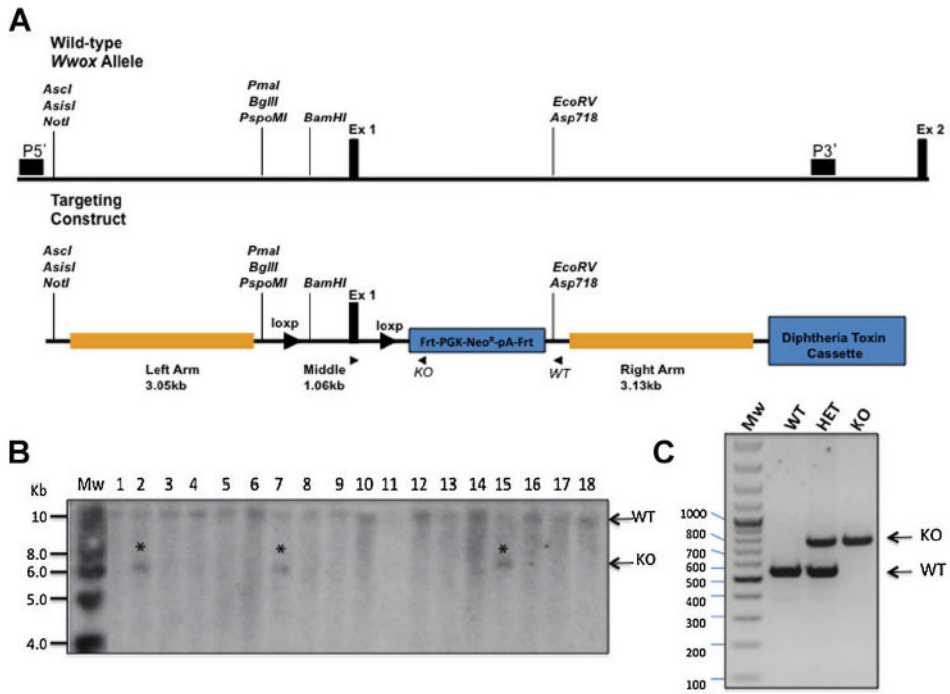 A
Wild-type
Wwox Allele
AscI
AsisI
NotI
PmaI
BglII
PspoMI
BamHI
Ex 1
EcoRV
Asp718
P5'
P3'
Ex 2
Targeting
Construct
AscI
AsisI
NotI
PmaI
BglII
PspoMI
BamHI
Ex 1
EcoRV
Asp718
loxp
loxp
Frt-PGK-Neoᴿ-pA-Frt
Diphtheria Toxin
Cassette
Left Arm
3.05kb
Middle
1.06kb
KO
WT
Right Arm
3.13kb
B
Kb Mw 1 2 3 4 5 6 7 8 9 10 11 12 13 14 15 16 17 18
10
8.0
6.0
5.0
4.0
* * *
WT
KO
C
Mw WT HET KO
1000
800
700
600
500
400
300
200
100
KO
WT